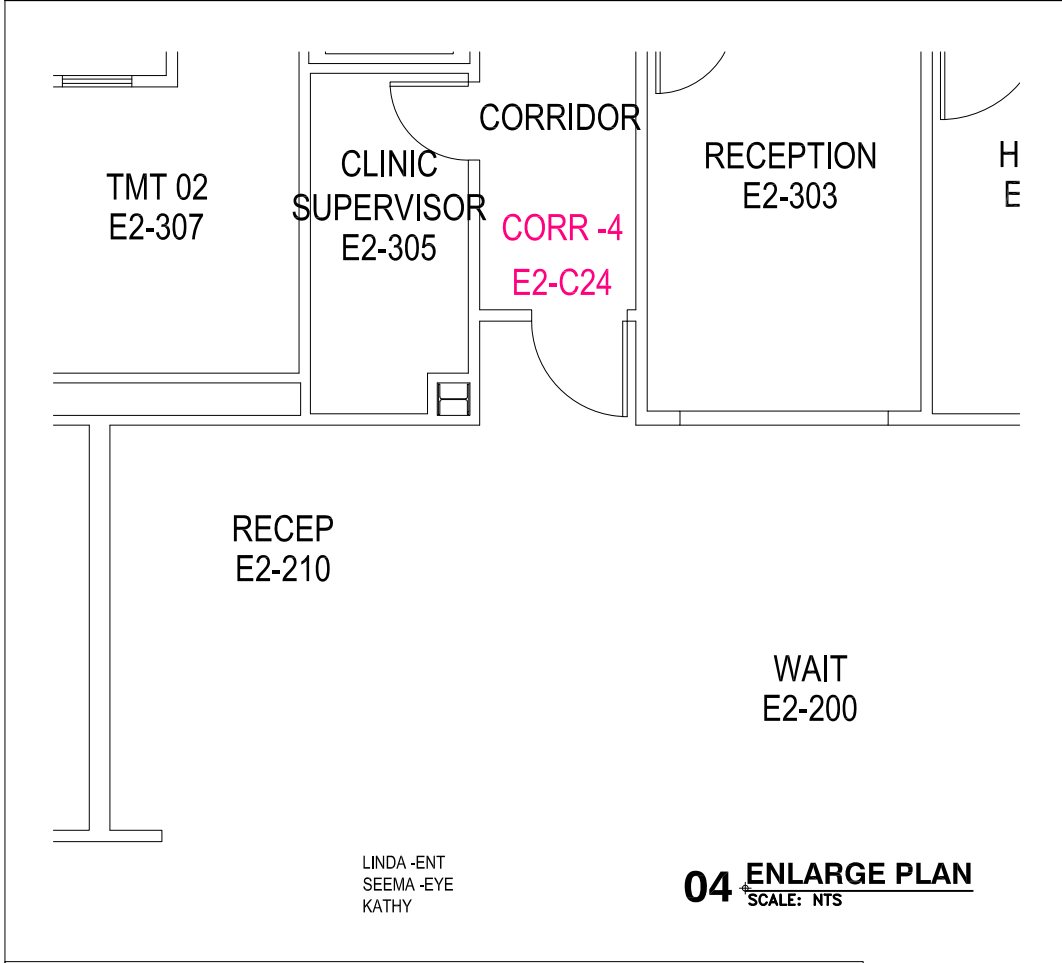 CORRIDOR
TMT 02
E2-307
CLINIC
SUPERVISOR
E2-305
CORR -4
E2-C24
RECEPTION
E2-303
H
E
RECEP
E2-210
WAIT
E2-200
LINDA -ENT
SEEMA -EYE
KATHY
04 ENLARGE PLAN
SCALE: NTS